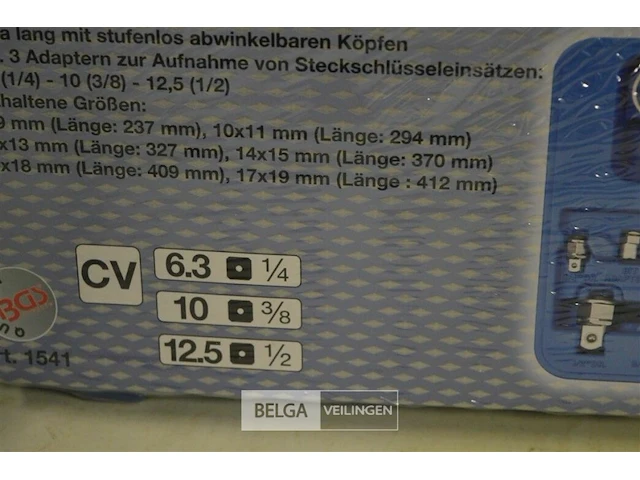 a lang mit stufenlos abwinkelbaren Köpfen
. 3 Adaptern zur Aufnahme von Steckschlüsseleinsätzen:
(1/4) - 10 (3/8) - 12,5 (1/2)
haltene Größen:
9 mm (Länge: 237 mm), 10x11 mm (Länge: 294 mm)
x13 mm (Länge: 327 mm), 14x15 mm (Länge: 370 mm)
x18 mm (Länge: 409 mm), 17x19 mm (Länge : 412 mm)
CV
6.3 1/4
10 3/8
12.5 1/2
BGS
rt. 1541
BELGA VEILINGEN